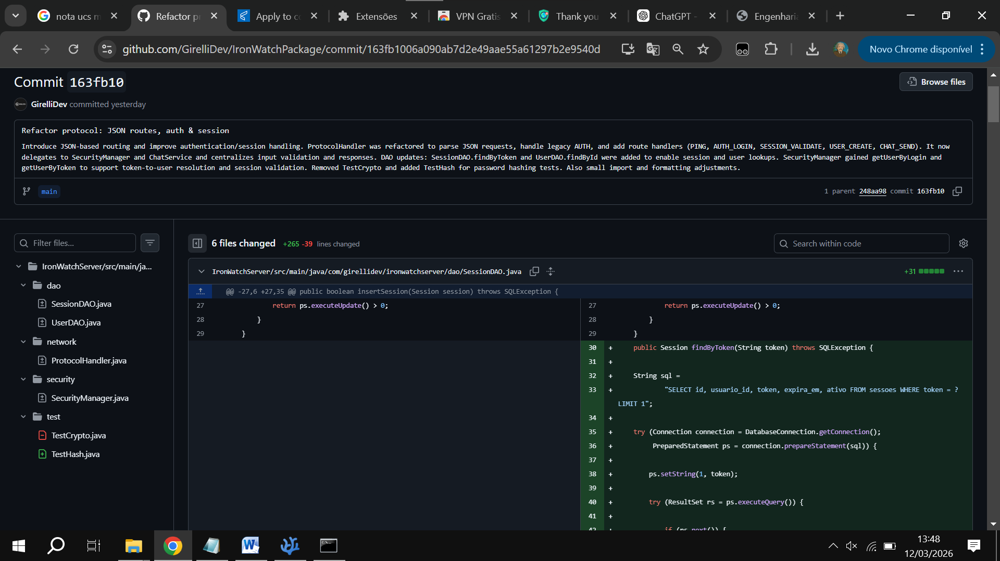 nota ucs m
Refactor pr
Apply to co
Extensões
VPN Gratis
Thank you
ChatGPT -
Engenharia
github.com/GirelliDev/IronWatchPackage/commit/163fb1006a090ab7d2e49aae55a61297b2e9540d
Novo Chrome disponível
Commit 163fb10
Browse files
GirelliDev committed yesterday
Refactor protocol: JSON routes, auth & session
Introduce JSON-based routing and improve authentication/session handling. ProtocolHandler was refactored to parse JSON requests, handle legacy AUTH, and add route handlers (PING, AUTH_LOGIN, SESSION_VALIDATE, USER_CREATE, CHAT_SEND). It now
delegates to SecurityManager and ChatService and centralizes input validation and responses. DAO updates: SessionDAO.findByToken and UserDAO.findById were added to enable session and user lookups. SecurityManager gained getUserByLogin and
getUserByToken to support token-to-user resolution and session validation. Removed TestCrypto and added TestHash for password hashing tests. Also small import and formatting adjustments.
main
1 parent 248aa98 commit 163fb10
Filter files...
6 files changed +265 -39 lines changed
Search within code
IronWatchServer/src/main/ja...
dao
SessionDAO.java
UserDAO.java
network
ProtocolHandler.java
security
SecurityManager.java
test
TestCrypto.java
TestHash.java
IronWatchServer/src/main/java/com/girellidev/ironwatchserver/dao/SessionDAO.java
+31
@@ -27,6 +27,35 @@ public boolean insertSession(Session session) throws SQLException {
27 return ps.executeUpdate() > 0;
28 }
29 }
27 return ps.executeUpdate() > 0;
28 }
29 }
30 + public Session findByToken(String token) throws SQLException {
31 +
32 + String sql =
33 + "SELECT id, usuario_id, token, expira_em, ativo FROM sessoes WHERE token = ?
LIMIT 1";
34 +
35 + try (Connection connection = DatabaseConnection.getConnection();
36 + PreparedStatement ps = connection.prepareStatement(sql)) {
37 +
38 + ps.setString(1, token);
39 +
40 + try (ResultSet rs = ps.executeQuery()) {
41 +
42 + if (rs.next()) {
13:48
12/03/2026